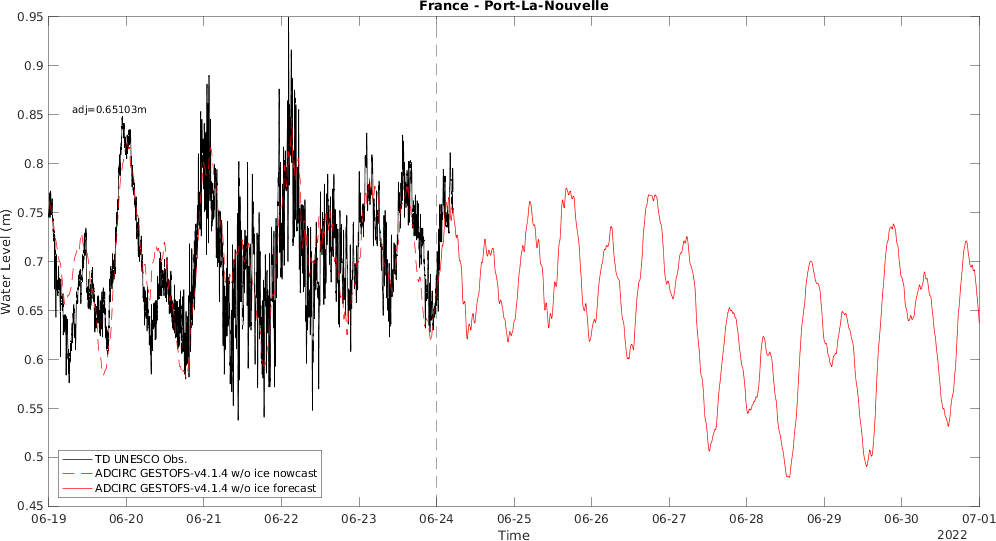 France - Port-La-Nouvelle
0.95
0.9
0.85
0.8
0.75
0.7
0.65
0.6
0.55
0.5
0.45
Water Level (m)
adj=0.65103m
TD UNESCO Obs.
ADCIRC GESTOFS-v4.1.4 w/o ice nowcast
ADCIRC GESTOFS-v4.1.4 w/o ice forecast
06-19 06-20 06-21 06-22 06-23 06-24 06-25 06-26 06-27 06-28 06-29 06-30 07-01
Time
2022